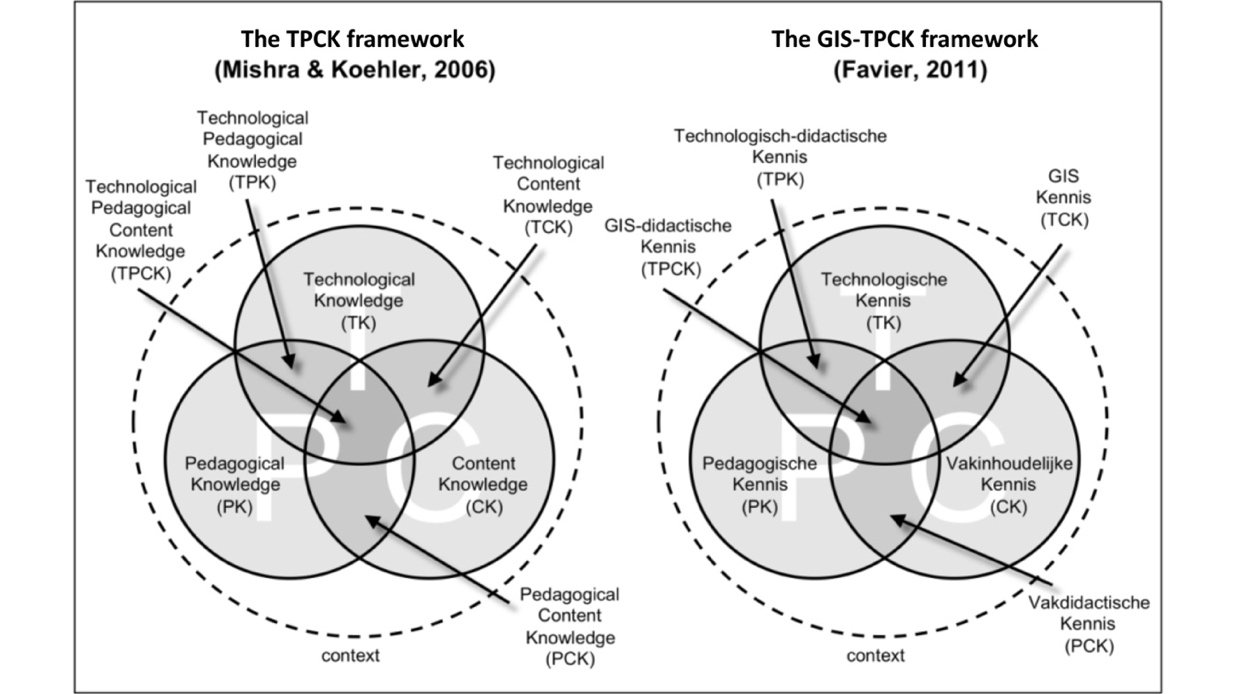 The TPCK framework
(Mishra & Koehler, 2006)
Technological
Pedagogical
Knowledge
(TPK)
Technological
Pedagogical
Content
Knowledge
(TPCK)
Technological
Content
Knowledge
(TCK)
Technological
Knowledge
(TK)
T
P
C
Pedagogical
Knowledge
(PK)
Content
Knowledge
(CK)
Pedagogical
Content
Knowledge
(PCK)
context
The GIS-TPCK framework
(Favier, 2011)
Technologisch-didactische
Kennis
(TPK)
GIS-didactische
Kennis
(TPCK)
GIS
Kennis
(TCK)
Technologische
Kennis
(TK)
T
P
C
Pedagogische
Kennis
(PK)
Vakinhoudelijke
Kennis
(CK)
Vakdidactische
Kennis
(PCK)
context